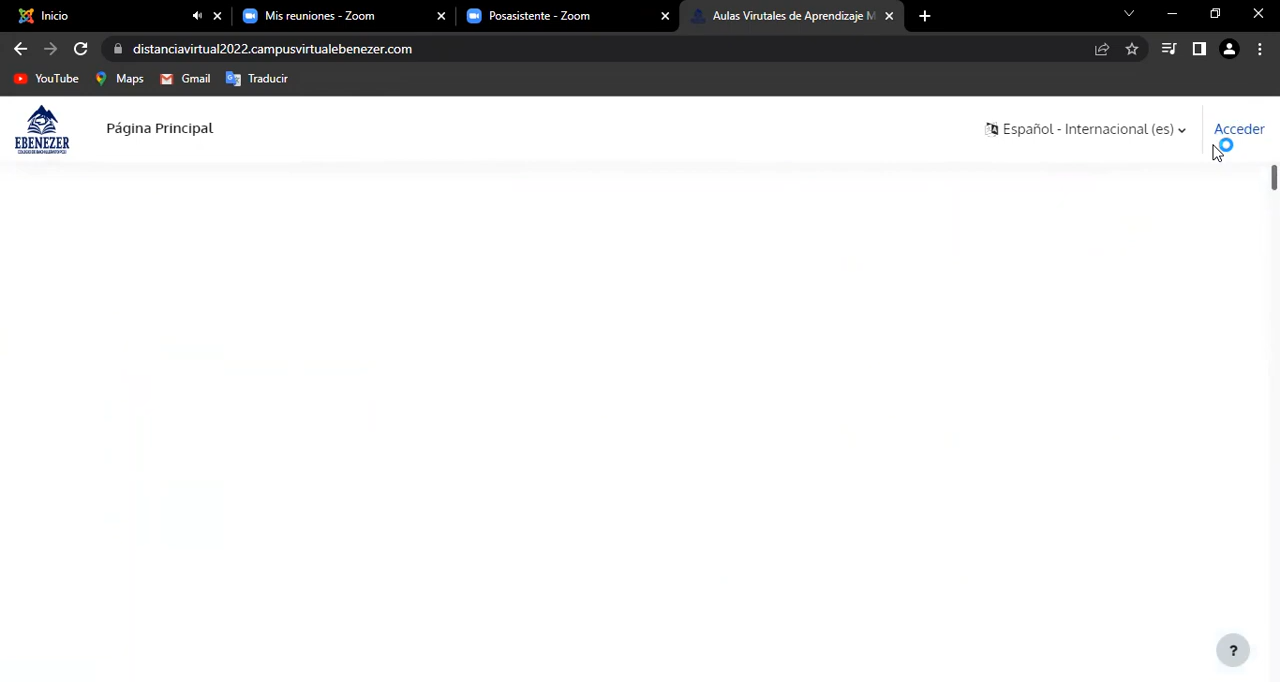 Inicio
Mis reuniones - Zoom
Posasistente - Zoom
Aulas Virutales de Aprendizaje M
distanciavirtual2022.campusvirtualebenezer.com
YouTube
Maps
Gmail
Traducir
EBENEZER
Página Principal
Español - Internacional (es)
Acceder
?